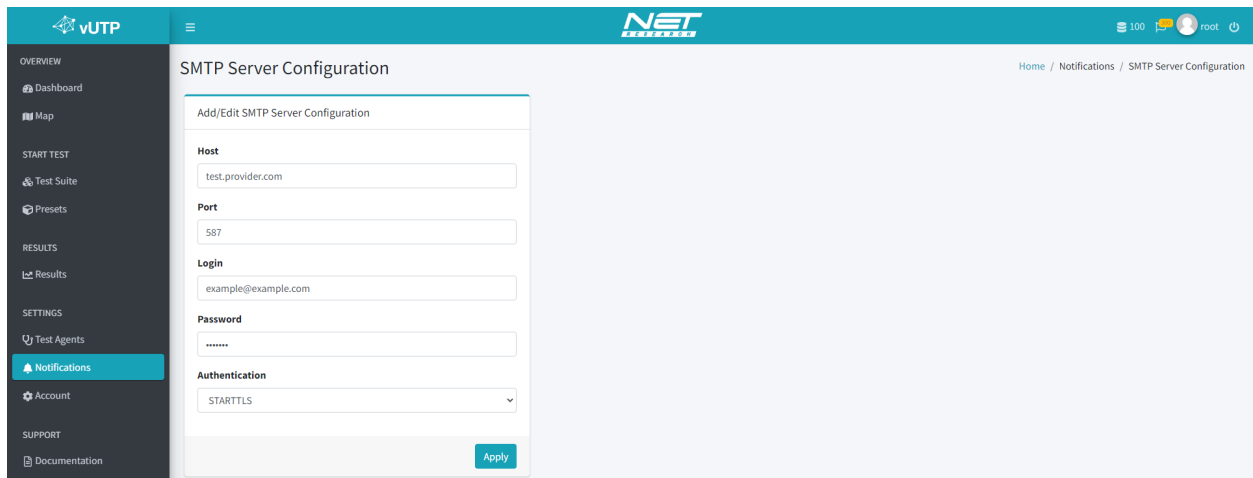 vUTP
NET
RESEARCH
100
root
OVERVIEW
Dashboard
Map
START TEST
Test Suite
Presets
RESULTS
Results
SETTINGS
Test Agents
Notifications
Account
SUPPORT
Documentation
SMTP Server Configuration
Home / Notifications / SMTP Server Configuration
Add/Edit SMTP Server Configuration
Host
test.provider.com
Port
587
Login
example@example.com
Password
•••••••
Authentication
STARTTLS
Apply